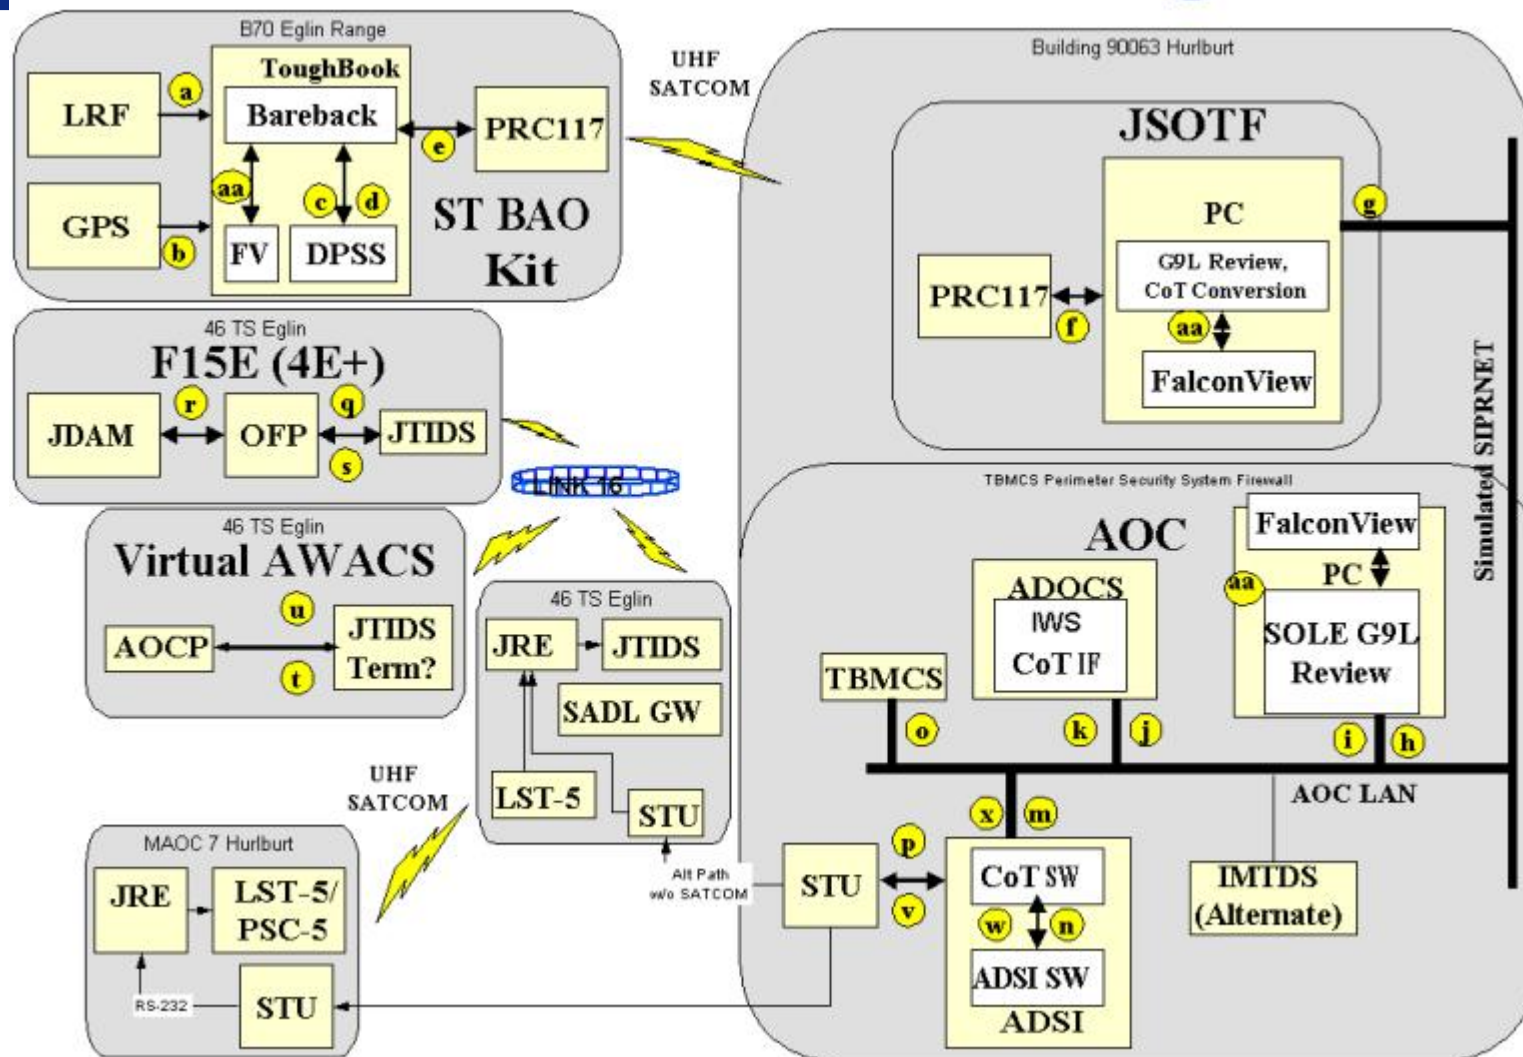 B70 Eglin Range
LRF
a
GPS
b
ToughBook
Bareback
aa
c
d
FV
DPSS
e
PRC117
ST BAO
Kit
UHF
SATCOM
46 TS Eglin
F15E (4E+)
JDAM
r
OFP
q
s
JTIDS
LINK 16
46 TS Eglin
Virtual AWACS
AOCP
u
t
JTIDS
Term?
46 TS Eglin
JRE
JTIDS
SADL GW
LST-5
STU
UHF
SATCOM
Alt Path
w/o SATCOM
MAOC 7 Hurlburt
JRE
LST-5/
PSC-5
RS-232
STU
Building 90063 Hurlburt
JSOTF
PC
g
G9L Review,
CoT Conversion
PRC117
f
aa
FalconView
Simulated SIPRNET
TBMCS Perimeter Security System Firewall
AOC
FalconView
PC
aa
SOLE G9L
Review
ADOCS
IWS
CoT IF
TBMCS
o
k
j
i
h
AOC LAN
x
m
STU
p
v
CoT SW
w
n
ADSI SW
ADSI
IMTDS
(Alternate)